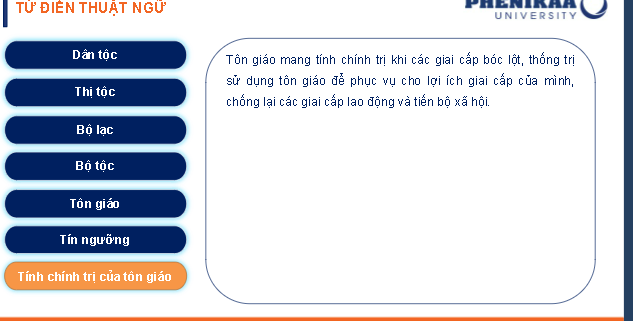 TỪ ĐIỂN THUẬT NGỮ
PHENIKAA
UNIVERSITY
Dân tộc
Thị tộc
Bộ lạc
Bộ tộc
Tôn giáo
Tín ngưỡng
Tính chính trị của tôn giáo
Tôn giáo mang tính chính trị khi các giai cấp bóc lột, thống trị
sử dụng tôn giáo để phục vụ cho lợi ích giai cấp của mình,
chống lại các giai cấp lao động và tiến bộ xã hội.